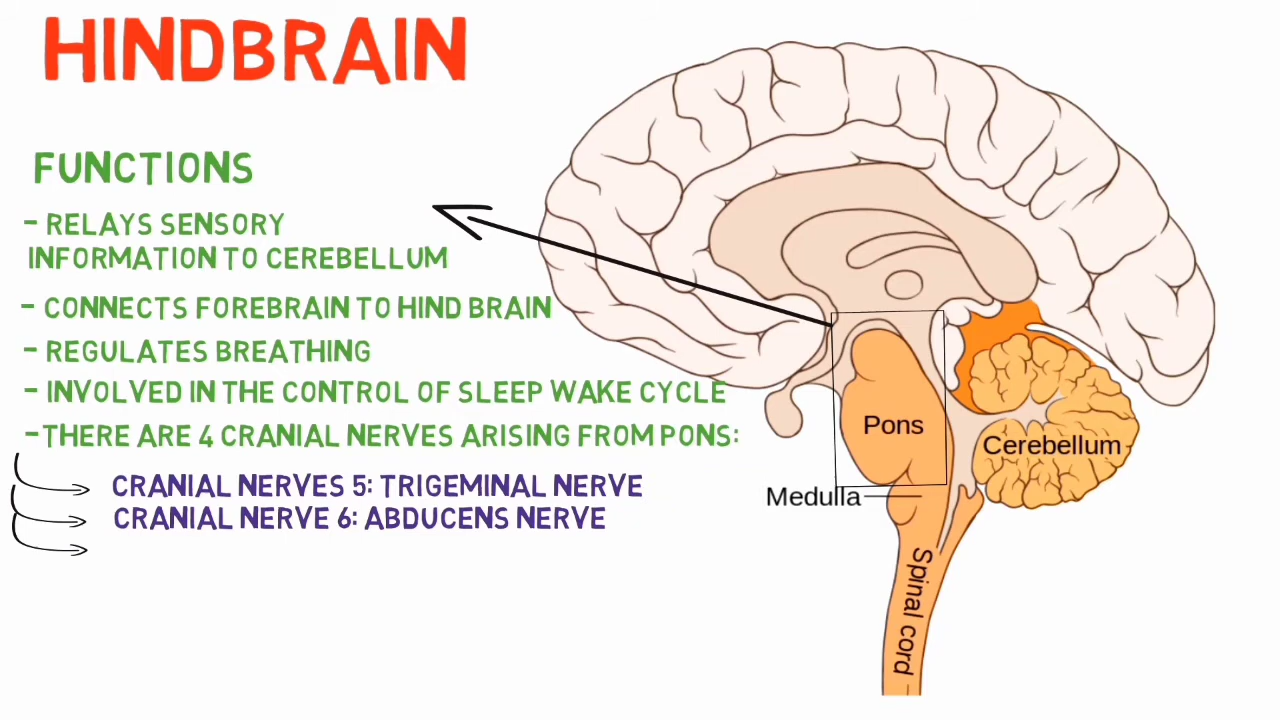 HINDBRAIN
FUNCTIONS
- RELAYS SENSORY
INFORMATION TO CEREBELLUM
- CONNECTS FOREBRAIN TO HIND BRAIN
- REGULATES BREATHING
- INVOLVED IN THE CONTROL OF SLEEP WAKE CYCLE
-THERE ARE 4 CRANIAL NERVES ARISING FROM PONS:
CRANIAL NERVES 5: TRIGEMINAL NERVE
CRANIAL NERVE 6: ABDUCENS NERVE
Pons
Cerebellum
Medulla
Spinal cord